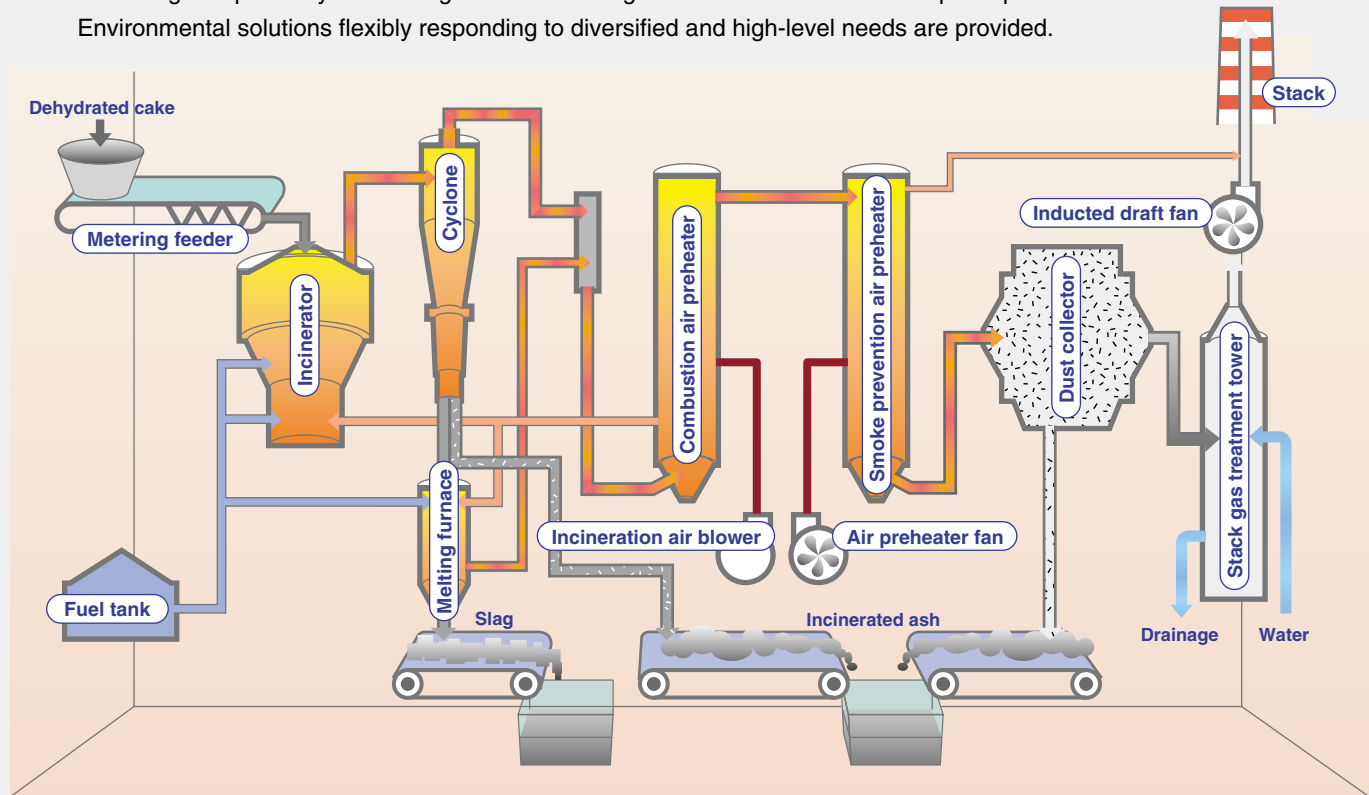 Environmental solutions flexibly responding to diversified and high-level needs are provided.
Dehydrated cake
Metering feeder
Incinerator
Cyclone
Melting furnace
Fuel tank
Slag
Combustion air preheater
Smoke prevention air preheater
Incineration air blower
Air preheater fan
Incinerated ash
Dust collector
Stack
Inducted draft fan
Stack gas treatment tower
Drainage
Water